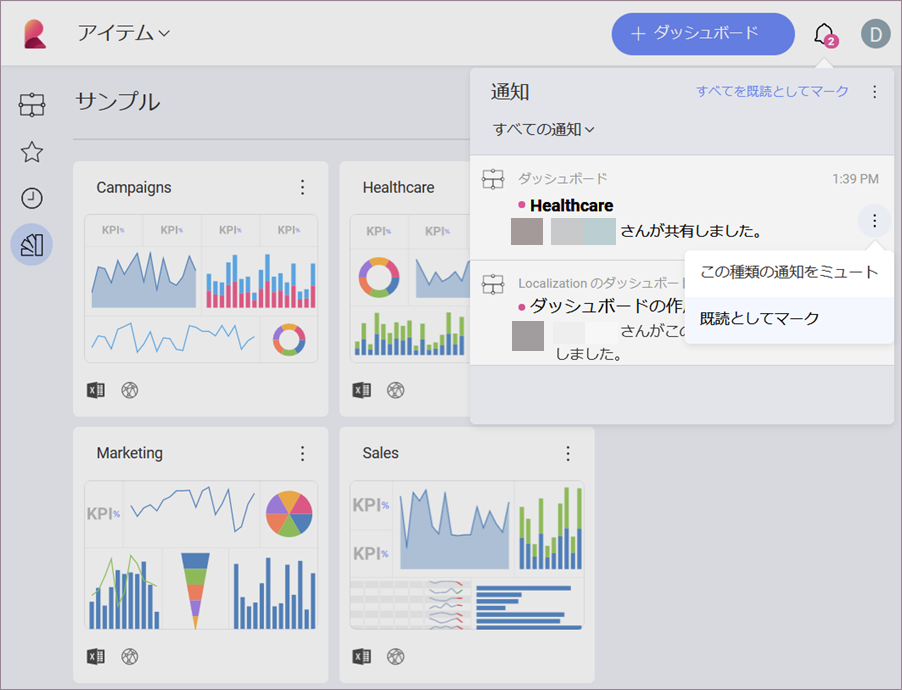 アイテム
+ ダッシュボード
2
D
サンプル
通知
すべてを既読としてマーク
すべての通知
ダッシュボード
1:39 PM
Healthcare
さんが共有しました。
この種類の通知をミュート
既読としてマーク
Localization のダッシュボー
ダッシュボードの作
さんがこ
しました。
Campaigns
KPI%
KPI%
KPI%
KPI%
Healthcare
KPI%
KPI%
Marketing
KPI%
Sales
KPI%
KPI%